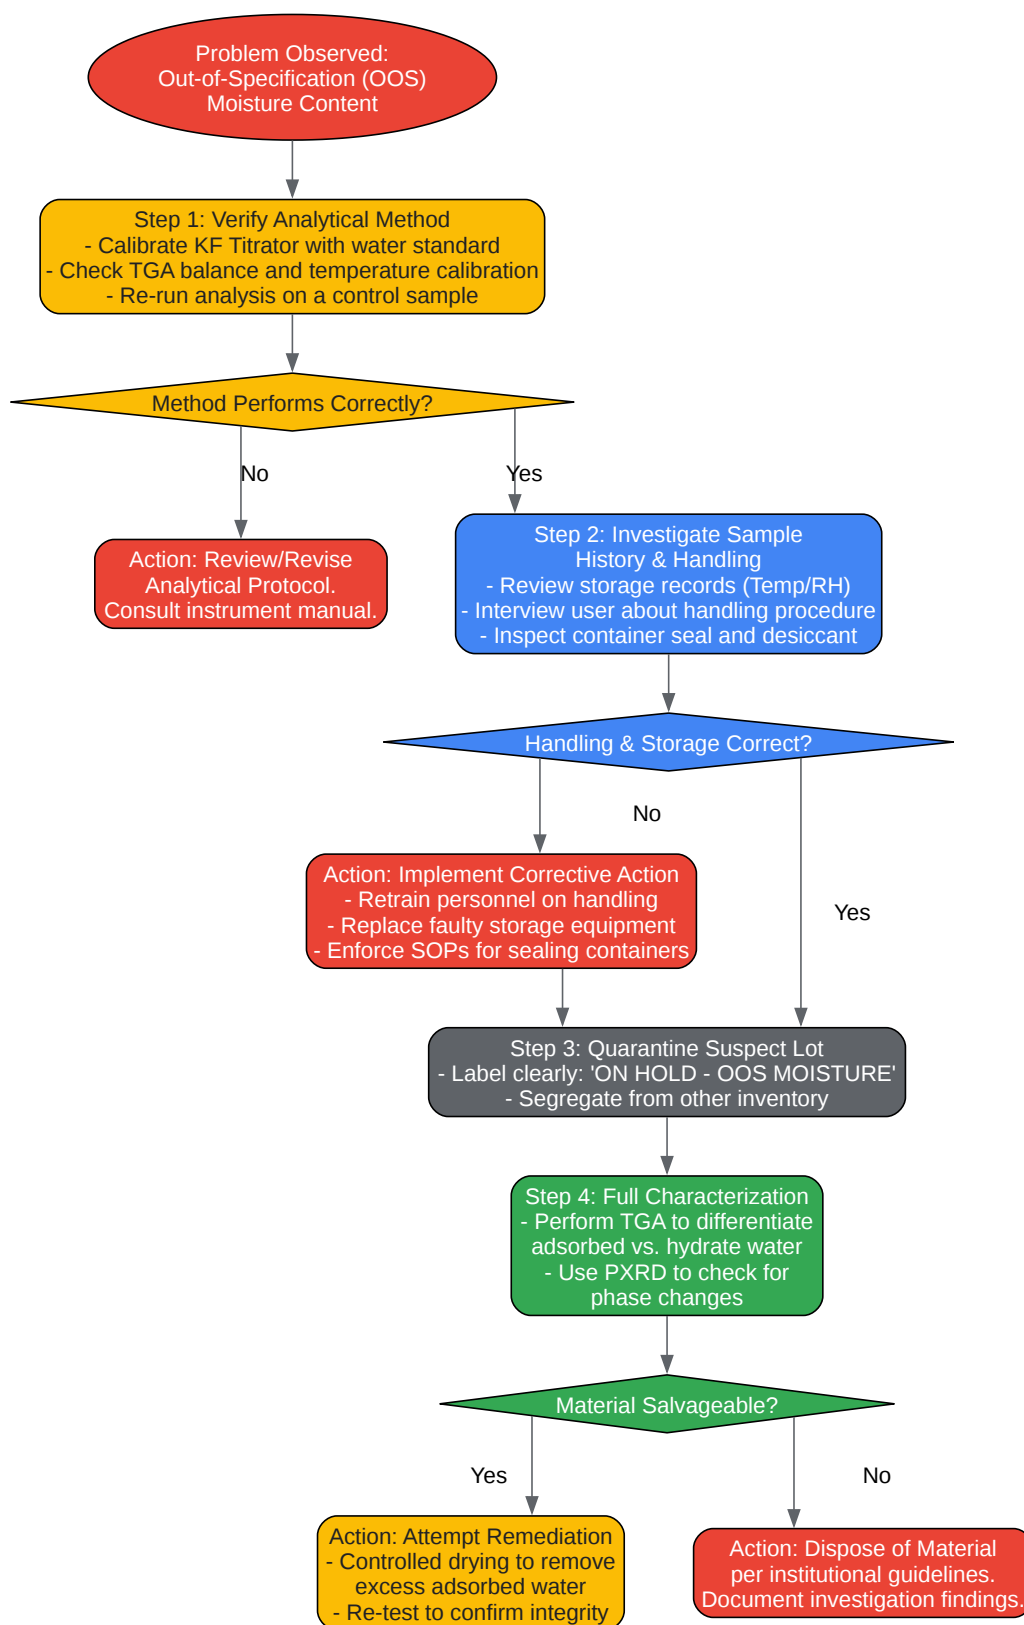 Problem Observed:
Out-of-Specification (OOS)
Moisture Content
Step 1: Verify Analytical Method
- Calibrate KF Titrator with water standard
- Check TGA balance and temperature calibration
- Re-run analysis on a control sample
Method Performs Correctly?
No
Yes
Action: Review/Revise
Analytical Protocol.
Consult instrument manual.
Step 2: Investigate Sample
History & Handling
- Review storage records (Temp/RH)
- Interview user about handling procedure
- Inspect container seal and desiccant
Handling & Storage Correct?
No
Yes
Action: Implement Corrective Action
- Retrain personnel on handling
- Replace faulty storage equipment
- Enforce SOPs for sealing containers
Step 3: Quarantine Suspect Lot
- Label clearly: 'ON HOLD - OOS MOISTURE'
- Segregate from other inventory
Step 4: Full Characterization
- Perform TGA to differentiate
adsorbed vs. hydrate water
- Use PXRD to check for
phase changes
Material Salvageable?
Yes
No
Action: Attempt Remediation
- Controlled drying to remove
excess adsorbed water
- Re-test to confirm integrity
Action: Dispose of Material
per institutional guidelines.
Document investigation findings.